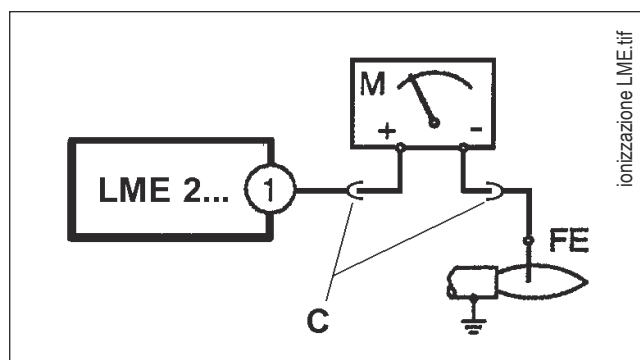 M
+ -
LME 2... 1
FE
C
ionizzazione LME.tif